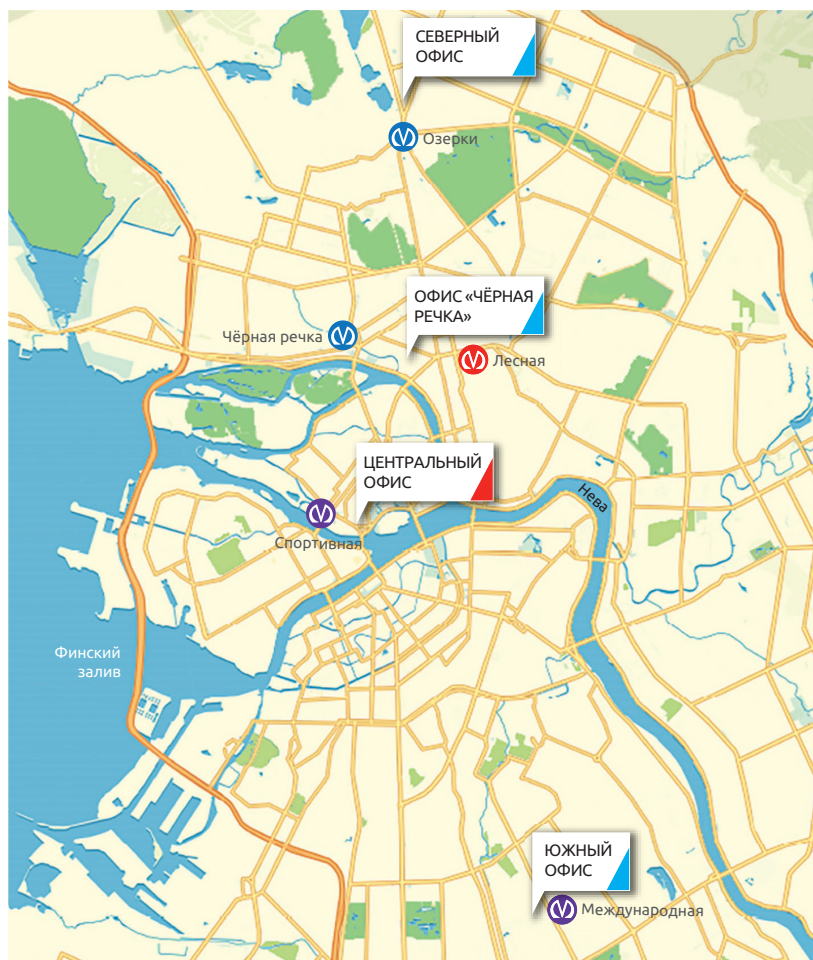 СЕВЕРНЫЙ
ОФИС
Озерки
ОФИС «ЧЁРНАЯ
РЕЧКА»
Чёрная речка
Лесная
ЦЕНТРАЛЬНЫЙ
ОФИС
Нева
Спортивная
Финский
залив
ЮЖНЫЙ
ОФИС
Международная